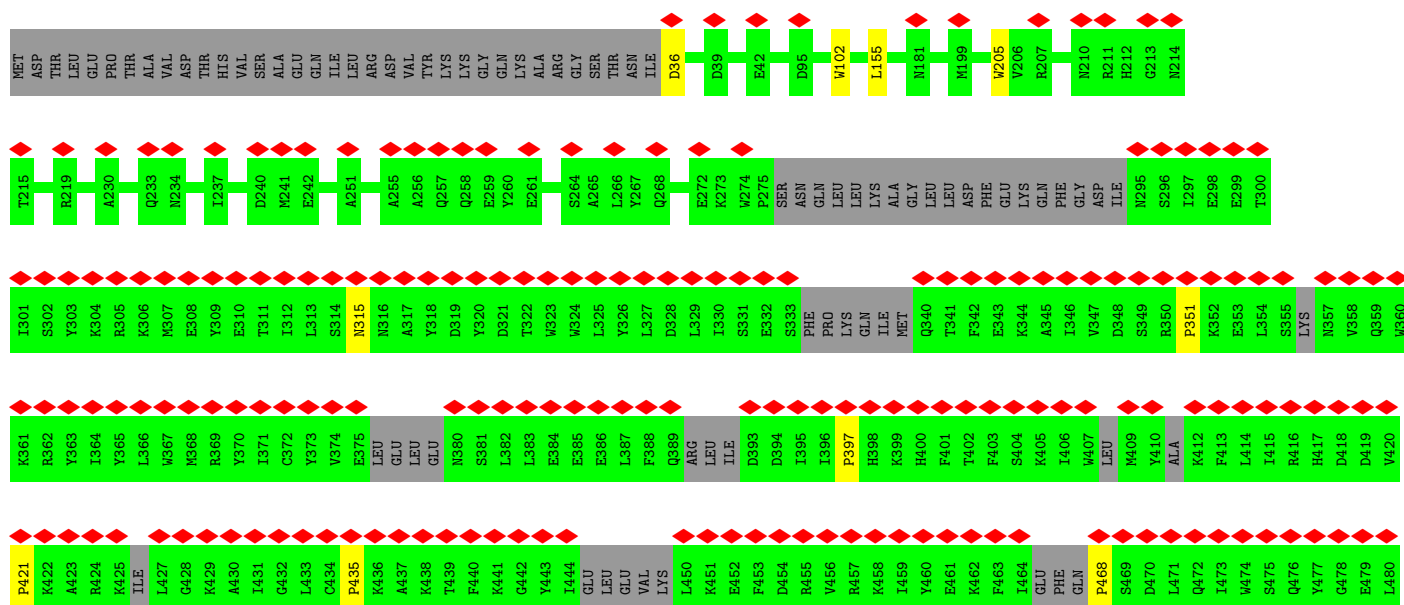 MET ASP THR LEU GLU PRO THR ALA VAL ASP THR HIS VAL SER ALA GLU GLN ILE LEU ARG ASP VAL TYR LYS LYS GLY GLN LYS ALA ARG GLY SER THR ASN ILE D36 D39 E42 D95 W102 L155 N181 M199 W205 V206 R207 N210 R211 H212 G213 N214
T215 R219 A230 Q233 N234 I237 D240 M241 E242 A251 A255 A256 Q257 Q258 E259 Y260 E261 S264 A265 L266 Y267 Q268 E272 K273 W274 P275 SER ASN GLN LEU LEU LYS ALA GLY LEU LEU ASP PHE GLU LYS GLN PHE GLY ASP ILE N295 S296 I297 E298 E299 T300
I301 S302 Y303 K304 R305 K306 M307 E308 Y309 E310 T311 I312 L313 S314 N315 N316 A317 Y318 D319 Y320 D321 T322 W323 W324 L325 Y326 L327 D328 L329 I330 S331 E332 S333 PHE PRO LYS GLN ILE MET Q340 T341 F342 E343 K344 A345 I346 V347 D348 S349 R350 P351 K352 E353 L354 S355 LYS N357 V358 Q359 W360
K361 R362 Y363 I364 Y365 L366 W367 M368 R369 Y370 I371 C372 Y373 V374 E375 LEU GLU LEU GLU N380 S381 L382 L383 E384 E385 E386 L387 F388 Q389 ARG LEU ILE D393 D394 I395 I396 P397 H398 K399 H400 F401 T402 F403 S404 K405 I406 W407 LEU M409 Y410 ALA K412 F413 L414 I415 R416 H417 D418 D419 V420
P421 K422 A423 R424 K425 ILE L427 G428 K429 A430 I431 G432 L433 C434 P435 K436 A437 K438 T439 F440 K441 G442 Y443 I444 GLU LEU GLU VAL LYS L450 K451 E452 F453 D454 R455 V456 R457 K458 I459 Y460 E461 K462 F463 I464 GLU PHE GLN P468 S469 D470 L471 Q472 I473 W474 S475 Q476 Y477 G478 E479 L480